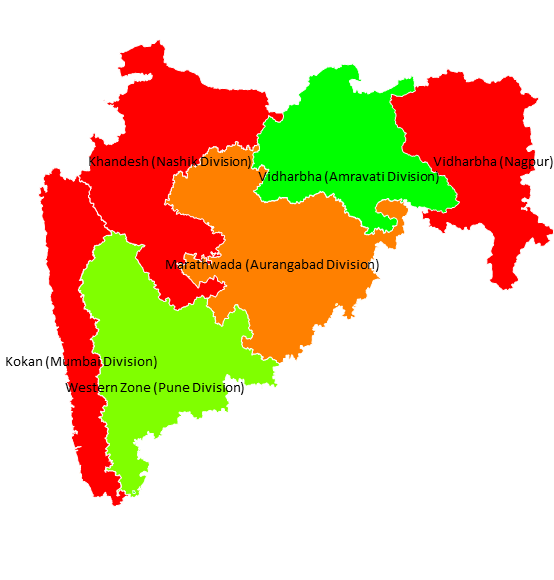 Khandesh (Nashik Division)
Vidharbha (Nagpur)
Vidharbha (Amravati Division)
Marathwada (Aurangabad Division)
Kokan (Mumbai Division)
Western Zone (Pune Division)